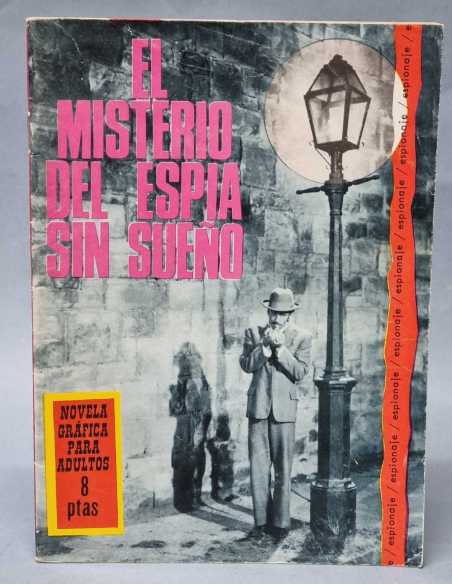 EL
MISTERIO
DEL ESPIA
SIN SUEÑO
espionaje / espionaje / espionaje / espionaje / espionaje / espionaje / espionaje / espionaje / e
NOVELA
GRÁFICA
PARA
ADULTOS
8
ptas